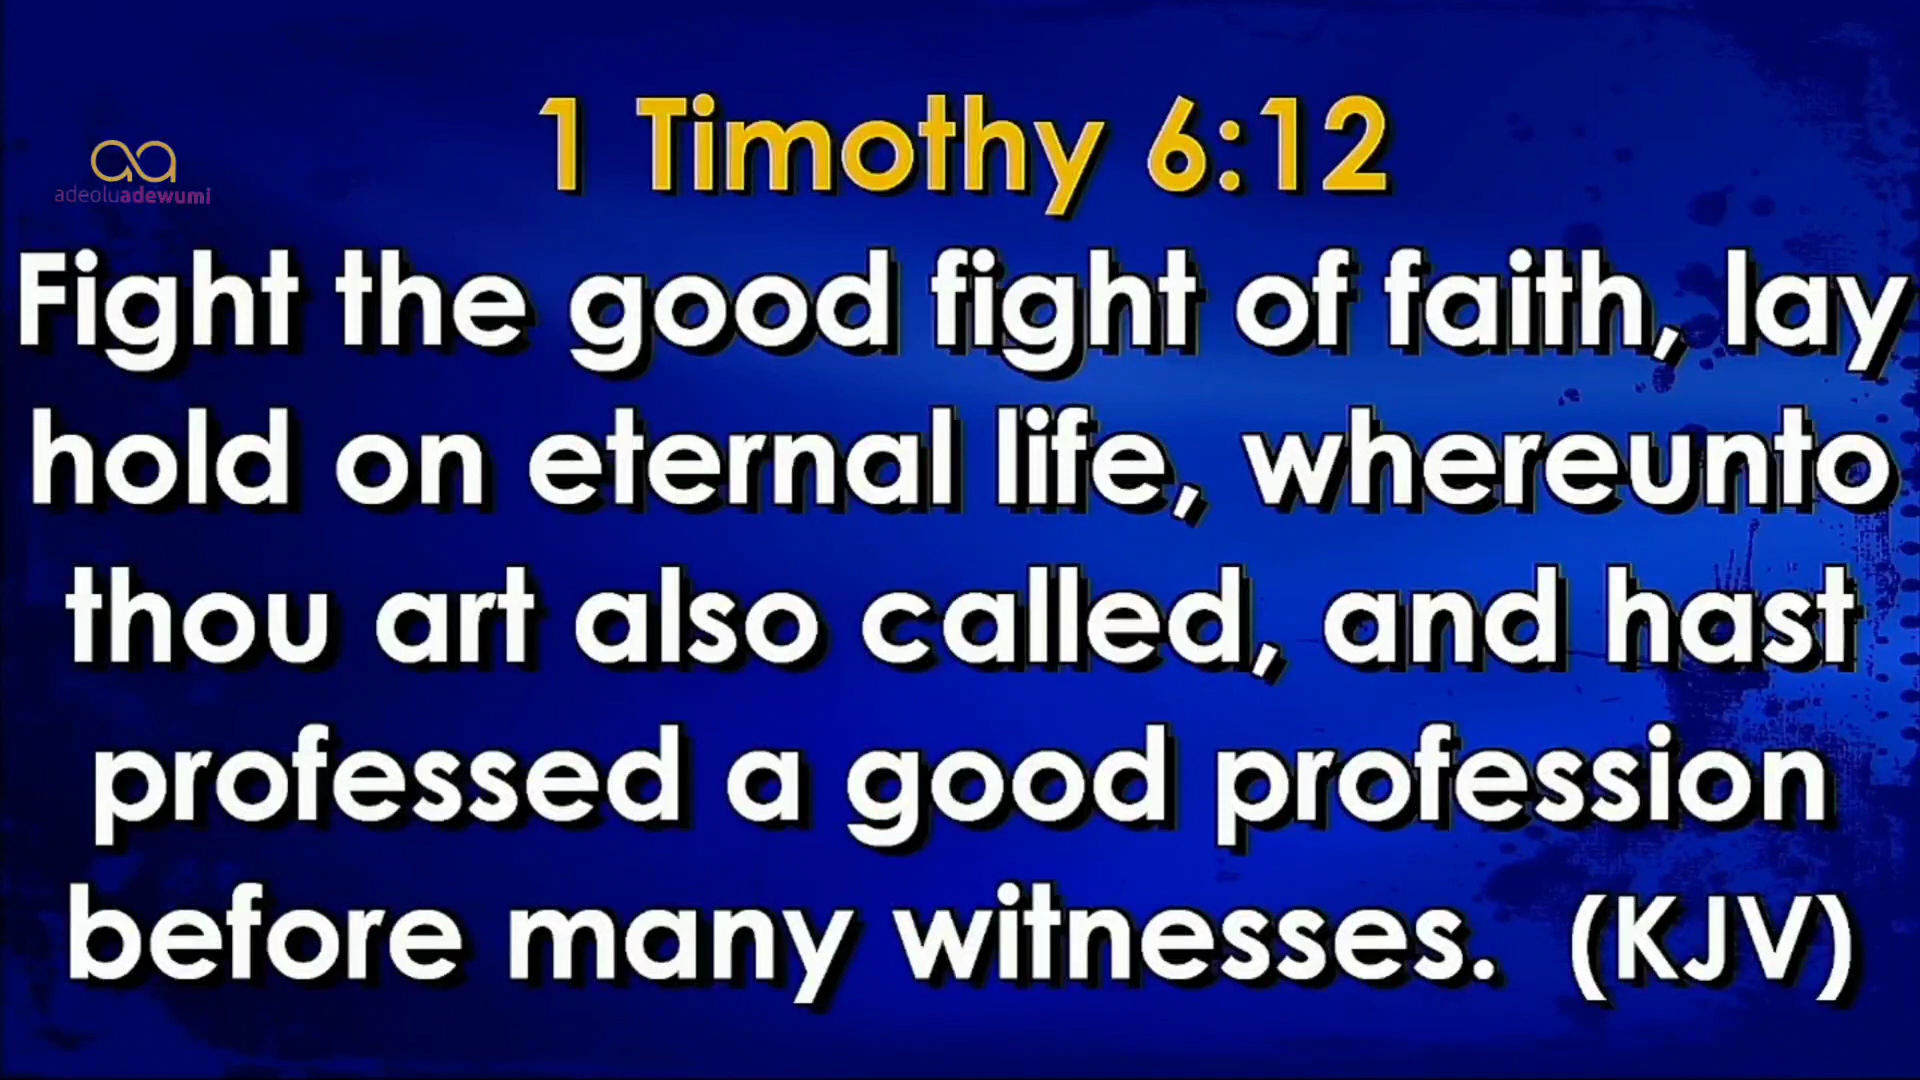 1 Timothy 6:12
adeoluadewumi
Fight the good fight of faith, lay
hold on eternal life, whereunto
thou art also called, and hast
professed a good profession
before many witnesses. (KJV)